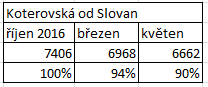 Koterovská od Slovan
říjen 2016 březen květen
7406 6968 6662
100% 94% 90%